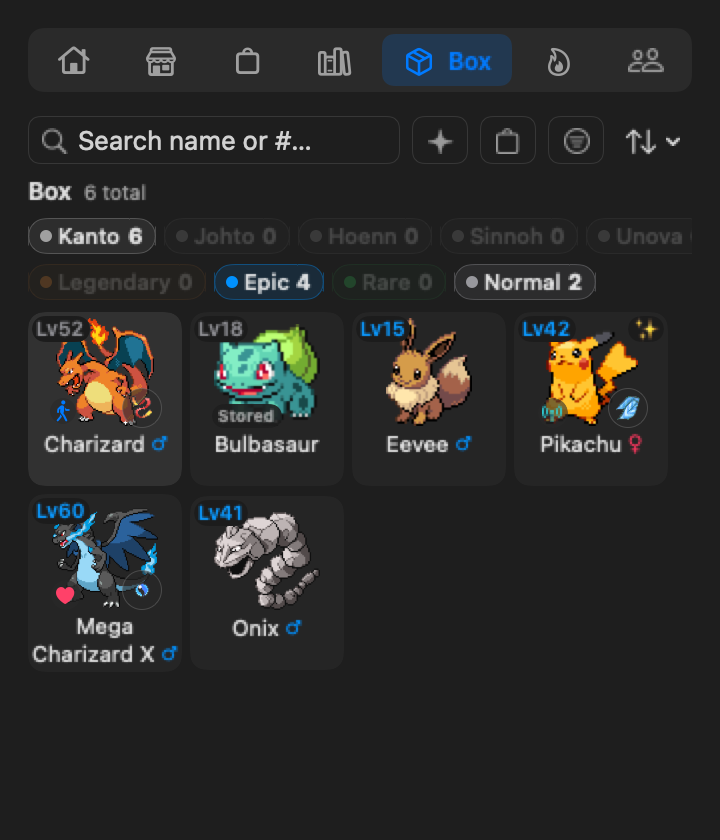 Box
Search name or #...
Box 6 total
Kanto 6 Johto 0 Hoenn 0 Sinnoh 0 Unova
Legendary 0 Epic 4 Rare 0 Normal 2
Lv52 Lv18 Lv15 Lv42
Stored
Charizard ♂ Bulbasaur Eevee ♂ Pikachu ♀
Lv60 Lv41
Mega
Charizard X ♂ Onix ♂